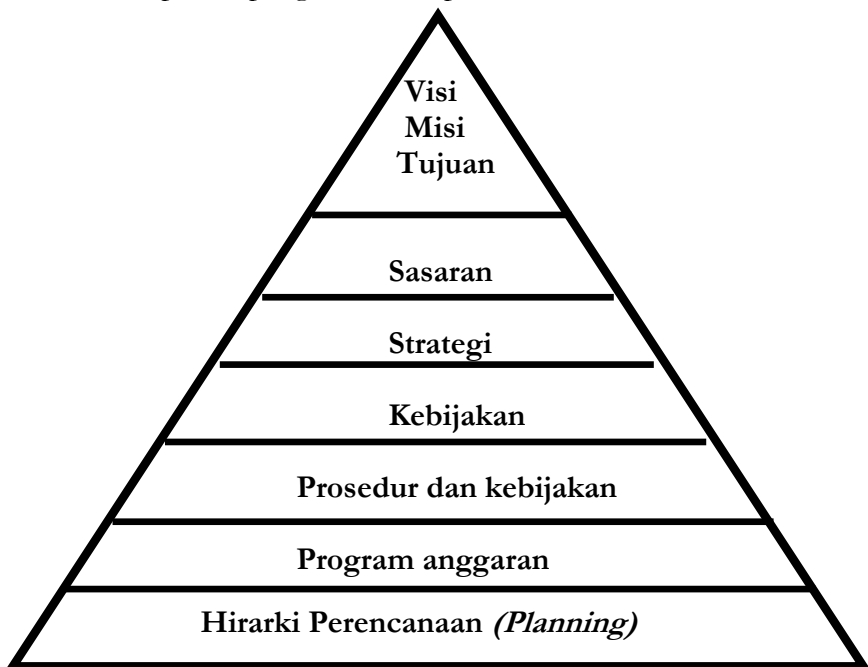 Visi
Misi
Tujuan
Sasaran
Strategi
Kebijakan
Prosedur dan kebijakan
Program anggaran
Hirarki Perencanaan (Planning)